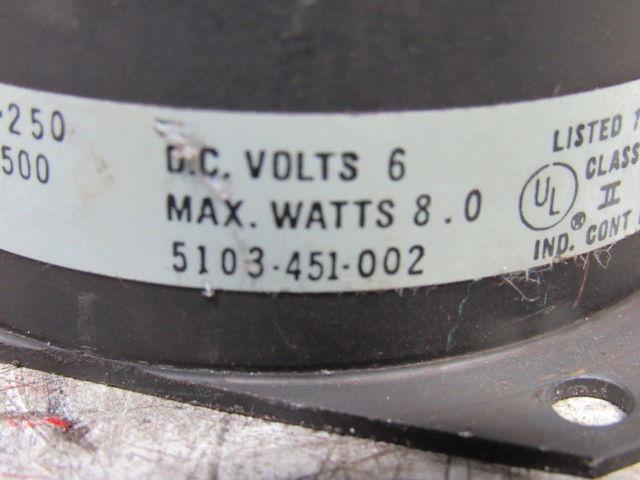 -250
500
D.C. VOLTS 6
MAX. WATTS 8.0
5103-451-002
LISTED
UL
®
CLASS
II
IND. CONT